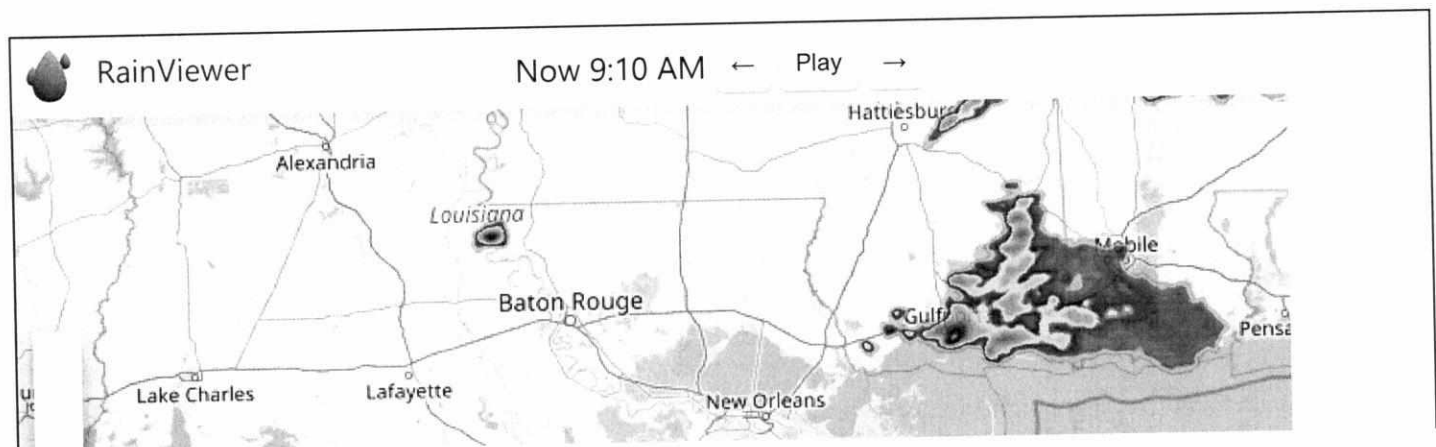 RainViewer
Now 9:10 AM ← Play →
Hattiesburg
Alexandria
Louisiana
Mobile
Baton Rouge
Gulf
Pensa
Lake Charles
Lafayette
New Orleans